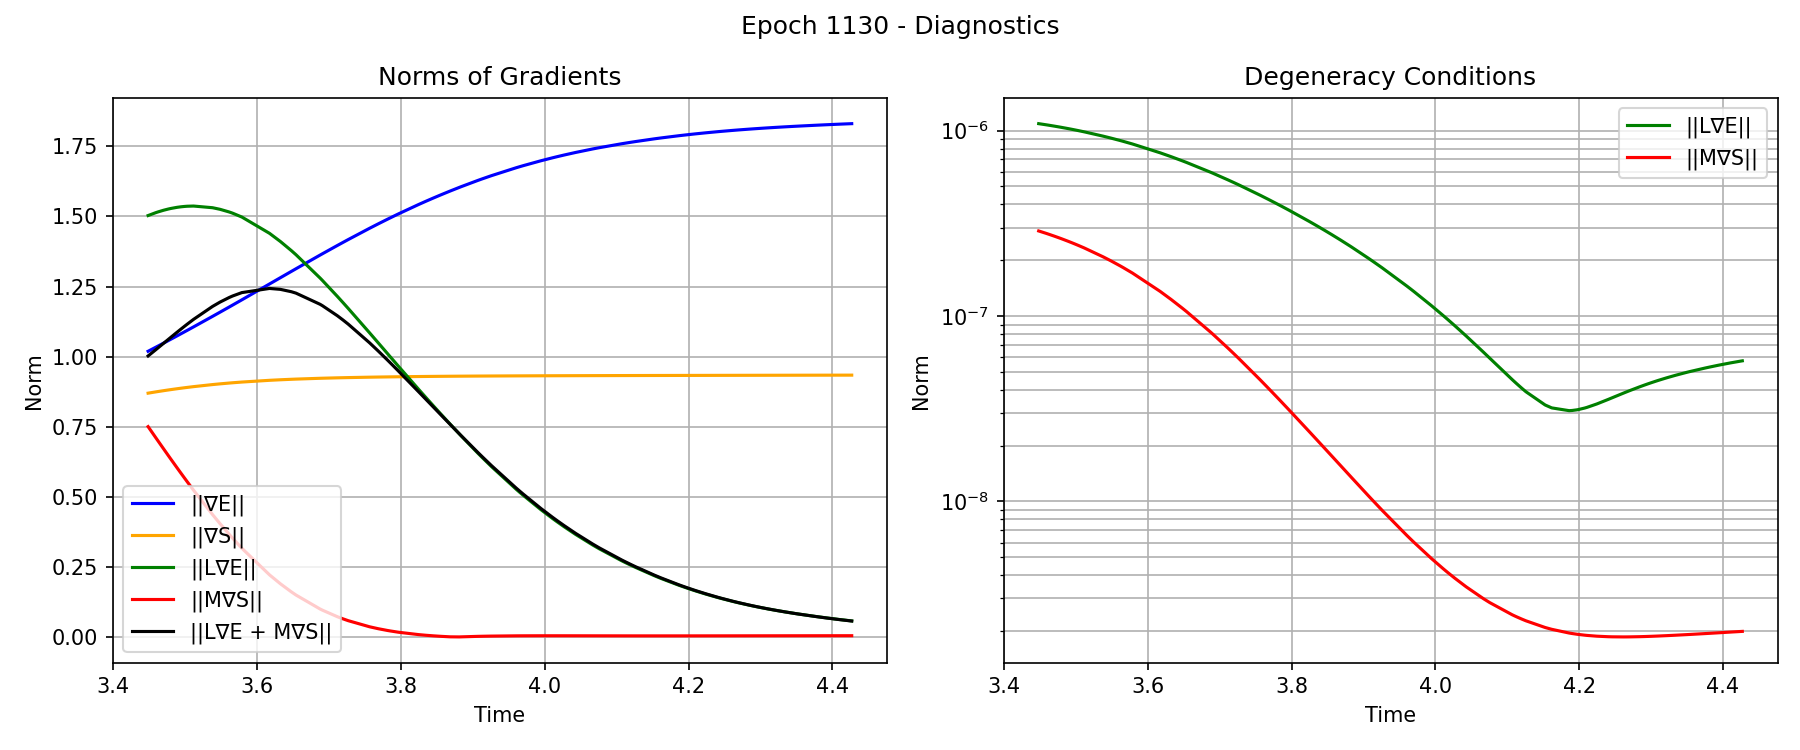 Epoch 1130 - Diagnostics
Norms of Gradients
Norm
1.75
1.50
1.25
1.00
0.75
0.50
0.25
0.00
||∇E||
||∇S||
||L∇E||
||M∇S||
||L∇E + M∇S||
3.4 3.6 3.8 4.0 4.2 4.4
Time
Degeneracy Conditions
Norm
10⁻⁶
10⁻⁷
10⁻⁸
||L∇E||
||M∇S||
3.4 3.6 3.8 4.0 4.2 4.4
Time